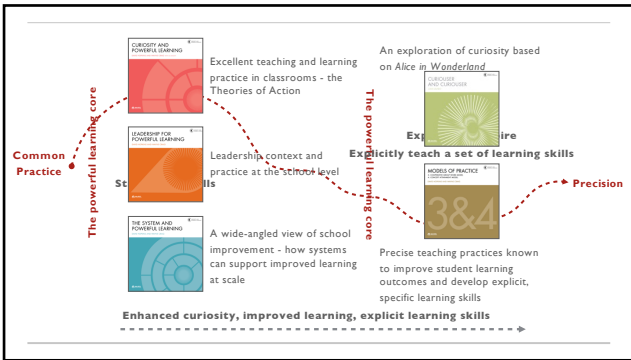 CURIOSITY AND
POWERFUL LEARNING
Excellent teaching and learning
practice in classrooms - the
Theories of Action
The powerful learning core
Common
Practice
LEADERSHIP FOR
POWERFUL LEARNING
Leadership context and
practice at the school level
THE SYSTEM AND
POWERFUL LEARNING
A wide-angled view of school
improvement - how systems
can support improved learning
at scale
An exploration of curiosity based
on Alice in Wonderland
CURIOUSER
AND CURIOUSER
The powerful learning core
Explicitly teach a set of learning skills
MODELS OF PRACTICE
3&4
Precision
Precise teaching practices known
to improve student learning
outcomes and develop explicit,
specific learning skills
Enhanced curiosity, improved learning, explicit learning skills